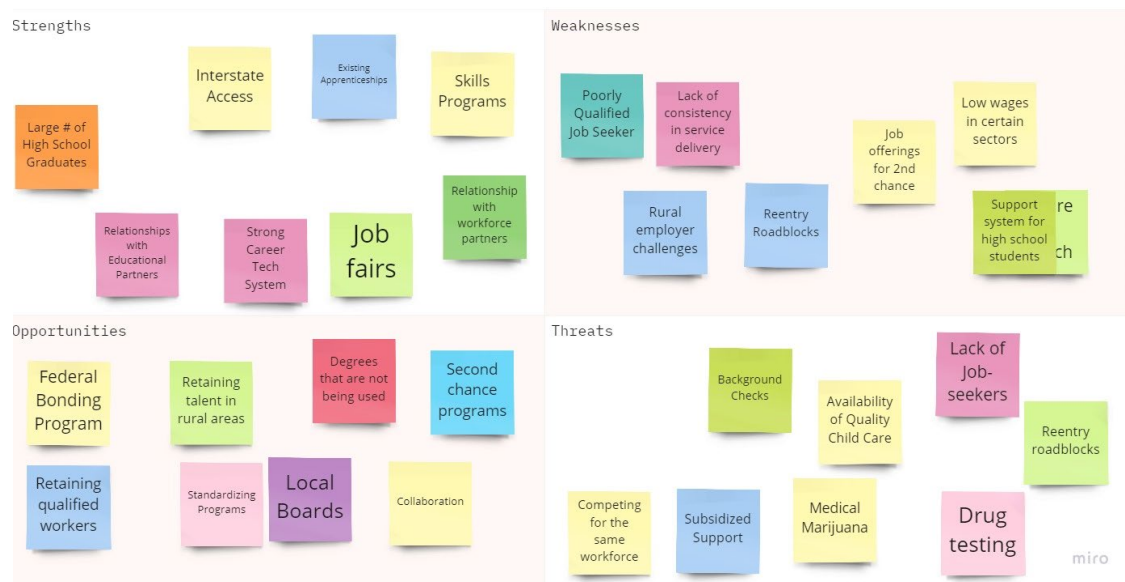 Strengths
Interstate
Access
Existing
Apprenticeships
Skills
Programs
Large # of
High School
Graduates
Relationships
with
Educational
Partners
Strong
Career
Tech
System
Job
fairs
Relationship
with
workforce
partners
Weaknesses
Poorly
Qualified
Job Seeker
Lack of
consistency
in service
delivery
Job
offerings
for 2nd
chance
Low wages
in certain
sectors
Rural
employer
challenges
Reentry
Roadblocks
Support
system for
high school
students
re
ch
Opportunities
Federal
Bonding
Program
Retaining
talent in
rural areas
Degrees
that are not
being used
Second
chance
programs
Retaining
qualified
workers
Standardizing
Programs
Local
Boards
Collaboration
Threats
Background
Checks
Availability
of Quality
Child Care
Lack of
Job-
seekers
Reentry
roadblocks
Competing
for the
same
workforce
Subsidized
Support
Medical
Marijuana
Drug
testing
miro